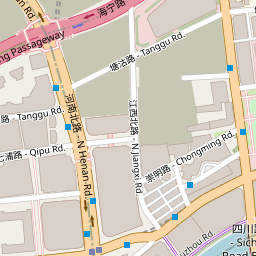 海宁路
ng Passageway
塘沽路 - Tanggu Rd.
河南北路 - N Henan Rd.
江西北路 - N Jiangxi Rd.
路 - Tanggu Rd.
七浦路 - Qipu Rd.
崇明路 - Chongming Rd.
四川
- Sich
Road
uzhou Rd.